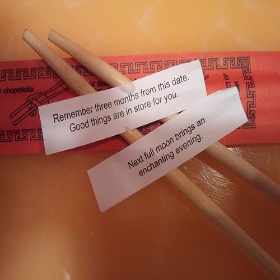 chopsticks
Remember three months from this date.
Good things are in store for you.
Next full moon brings an
enchanting evening.